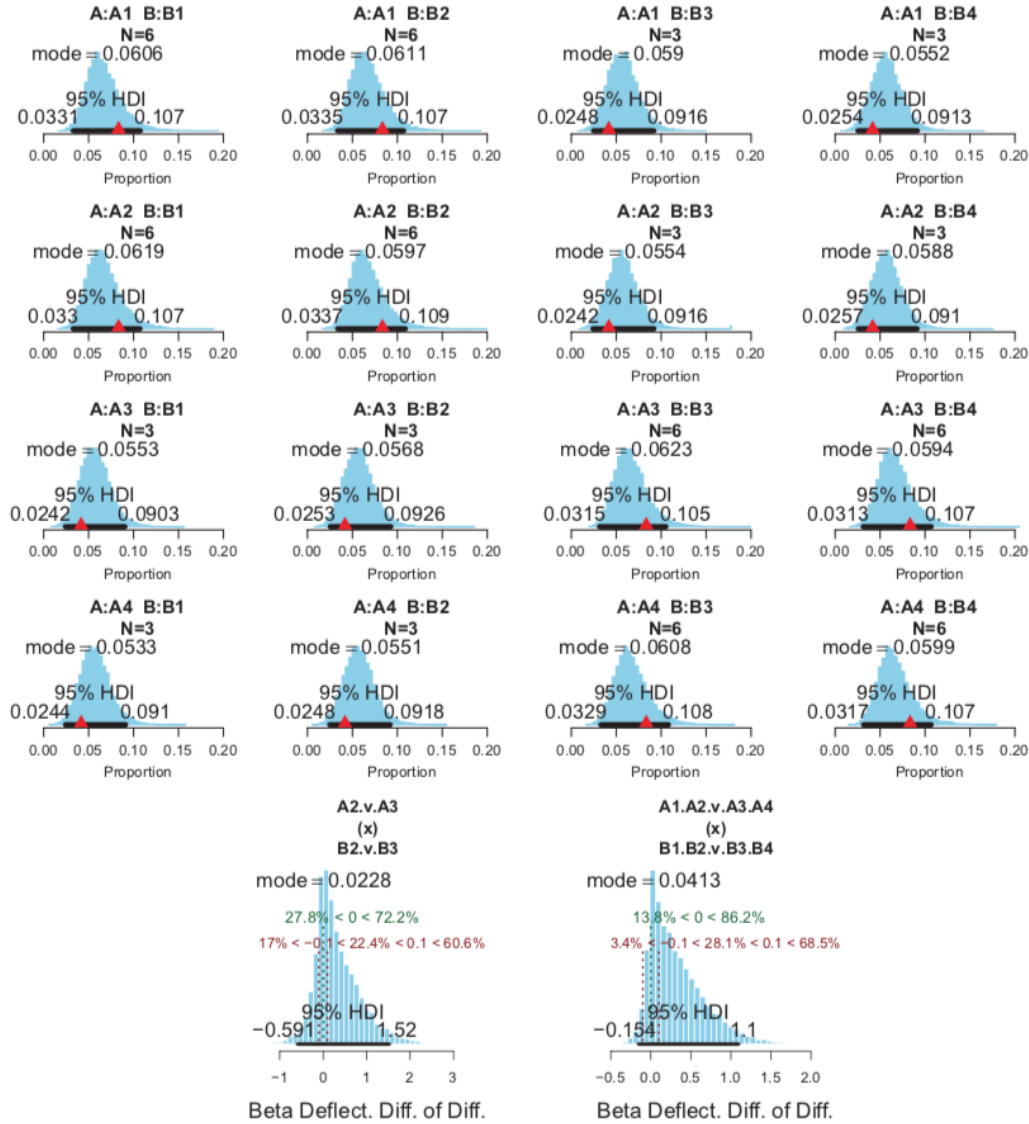 A:A1 B:B1 A:A1 B:B2 A:A1 B:B3 A:A1 B:B4
N=6 N=6 N=3 N=3
mode = 0.0606 mode = 0.0611 mode = 0.059 mode = 0.0552
95% HDI 95% HDI 95% HDI 95% HDI
0.0331 0.107 0.0335 0.107 0.0248 0.0916 0.0254 0.0913
0.00 0.05 0.10 0.15 0.20 0.00 0.05 0.10 0.15 0.20 0.00 0.05 0.10 0.15 0.20 0.00 0.05 0.10 0.15 0.20
Proportion Proportion Proportion Proportion
A:A2 B:B1 A:A2 B:B2 A:A2 B:B3 A:A2 B:B4
N=6 N=6 N=3 N=3
mode = 0.0619 mode = 0.0597 mode = 0.0554 mode = 0.0588
95% HDI 95% HDI 95% HDI 95% HDI
0.033 0.107 0.0337 0.109 0.0242 0.0916 0.0257 0.091
0.00 0.05 0.10 0.15 0.20 0.00 0.05 0.10 0.15 0.20 0.00 0.05 0.10 0.15 0.20 0.00 0.05 0.10 0.15 0.20
Proportion Proportion Proportion Proportion
A:A3 B:B1 A:A3 B:B2 A:A3 B:B3 A:A3 B:B4
N=3 N=3 N=6 N=6
mode = 0.0553 mode = 0.0568 mode = 0.0623 mode = 0.0594
95% HDI 95% HDI 95% HDI 95% HDI
0.0242 0.0903 0.0253 0.0926 0.0315 0.105 0.0313 0.107
0.00 0.05 0.10 0.15 0.20 0.00 0.05 0.10 0.15 0.20 0.00 0.05 0.10 0.15 0.20 0.00 0.05 0.10 0.15 0.20
Proportion Proportion Proportion Proportion
A:A4 B:B1 A:A4 B:B2 A:A4 B:B3 A:A4 B:B4
N=3 N=3 N=6 N=6
mode = 0.0533 mode = 0.0551 mode = 0.0608 mode = 0.0599
95% HDI 95% HDI 95% HDI 95% HDI
0.0244 0.091 0.0248 0.0918 0.0329 0.108 0.0317 0.107
0.00 0.05 0.10 0.15 0.20 0.00 0.05 0.10 0.15 0.20 0.00 0.05 0.10 0.15 0.20 0.00 0.05 0.10 0.15 0.20
Proportion Proportion Proportion Proportion
A2.v.A3 A1.A2.v.A3.A4
(x) (x)
B2.v.B3 B1.B2.v.B3.B4
mode = 0.0228 mode = 0.0413
27.8% < 0 < 72.2% 13.8% < 0 < 86.2%
17% < −0.1 < 22.4% < 0.1 < 60.6% 3.4% < −0.1 < 28.1% < 0.1 < 68.5%
95% HDI 95% HDI
−0.591 1.52 −0.154 1.1
−1 0 1 2 3 −0.5 0.0 0.5 1.0 1.5 2.0
Beta Deflect. Diff. of Diff. Beta Deflect. Diff. of Diff.